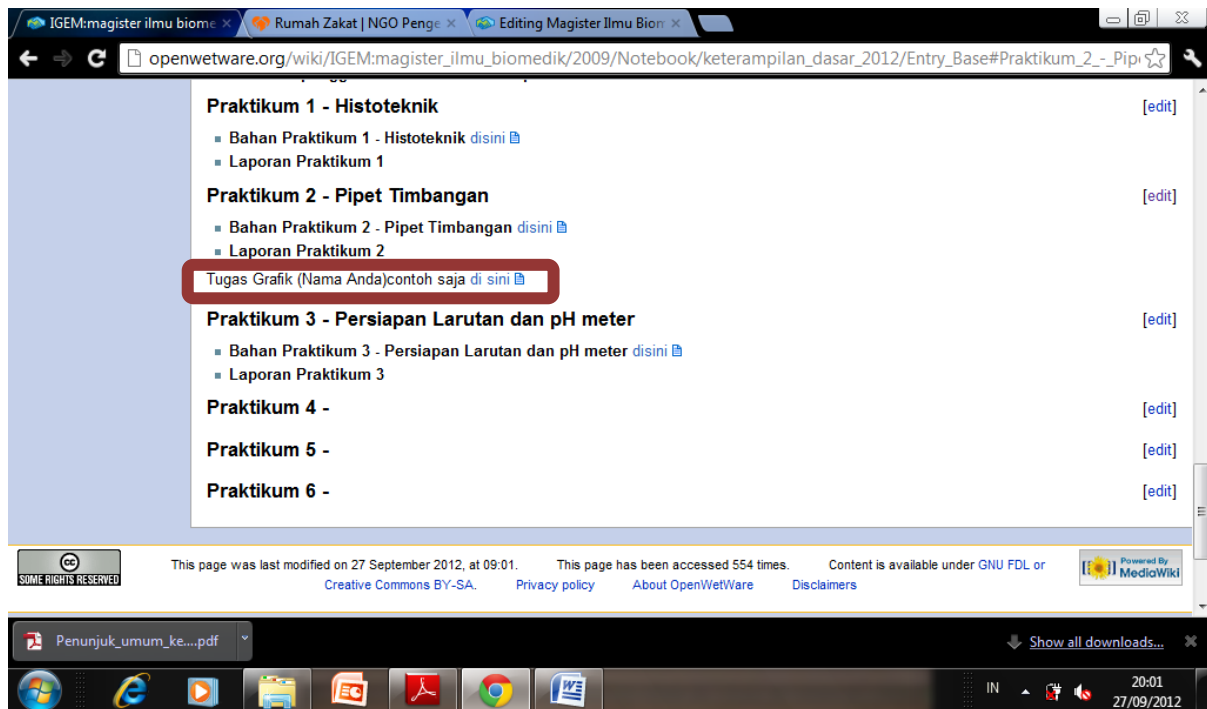 IGEM:magister ilmu biome
Rumah Zakat | NGO Penge
Editing Magister Ilmu Biom
openwetware.org/wiki/IGEM:magister_ilmu_biomedik/2009/Notebook/keterampilan_dasar_2012/Entry_Base#Praktikum_2_-_Pip
Praktikum 1 - Histoteknik [edit]
Bahan Praktikum 1 - Histoteknik disini
Laporan Praktikum 1
Praktikum 2 - Pipet Timbangan [edit]
Bahan Praktikum 2 - Pipet Timbangan disini
Laporan Praktikum 2
Tugas Grafik (Nama Anda)contoh saja di sini
Praktikum 3 - Persiapan Larutan dan pH meter [edit]
Bahan Praktikum 3 - Persiapan Larutan dan pH meter disini
Laporan Praktikum 3
Praktikum 4 - [edit]
Praktikum 5 - [edit]
Praktikum 6 - [edit]
cc
SOME RIGHTS RESERVED
This page was last modified on 27 September 2012, at 09:01. This page has been accessed 554 times. Content is available under GNU FDL or
Creative Commons BY-SA. Privacy policy About OpenWetWare Disclaimers
Powered By
MediaWiki
Penunjuk_umum_ke....pdf
Show all downloads...
IN
20:01
27/09/2012